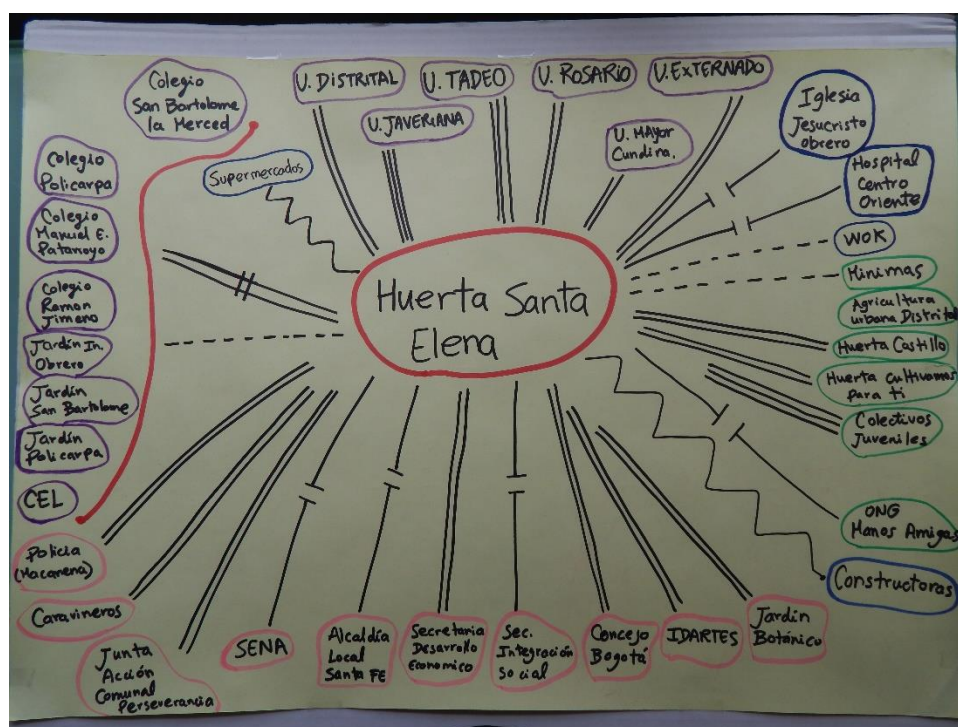 Colegio
San Bartolome
la Merced
U. DISTRITAL
U. TADEO
U. ROSARIO
U. EXTERNADO
U. JAVERIANA
U. MAyor
Cundina.
Iglesia
Jesucristo
obrero
Hospital
Centro
Oriente
Supermercados
Colegio
Policarpa
Colegio
Manuel E.
Patarroyo
Colegio
Ramon
Jimeno
Jardín In.
Obrero
Jardín
San Bartolome
Jardín
Policarpa
CEL
Huerta Santa
Elena
WOK
Minimas
Agricultura
urbana Distrital
Huerta Castillo
Huerta cultivamos
para ti
Colectivos
Juveniles
ONG
Manos Amigas
Constructoras
Policia
(Macarena)
Caravineros
Junta
Acción
Comunal
Perseverancia
SENA
Alcaldía
Local
Santa FE
Secretaria
Desarrollo
Economico
Sec.
Integración
Social
Concejo
Bogotá
IDARTES
Jardín
Botánico